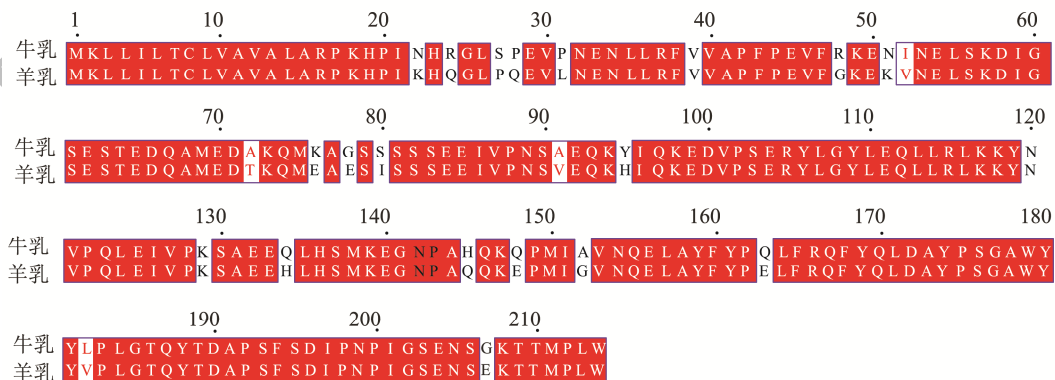 1 10 20 30 40 50 60
牛乳 MKLLILTCLVAVALARPKHPINHRGLSPEVPNENLLRFVVAPFPEVFRKENINELSKDIG
羊乳 MKLLILTCLVAVALARPKHPIKHQGLPQEVLNENLLRFVVAPFPEVFGKEKVNELSKDIG
70 80 90 100 110 120
牛乳 SESTEDQAMEDAKQMKAGSSSSSEEIVPNSAEQKYIQKEDVPSERYLGYLEQLLRLKKYN
羊乳 SESTEDQAMEDTKQMEAESISSSEEIVPNSVEQKHIQKEDVPSERYLGYLEQLLRLKKYN
130 140 150 160 170 180
牛乳 VPQLEIVPKSAEEQLHSMKEGNPAHQKQPMIAVNQELAYFYPQLFRQFYQLDAYPSGAWY
羊乳 VPQLEIVPKSAEEHLHSMKEGNPAQQKEPMIGVNQELAYFYPELFRQFYQLDAYPSGAWY
190 200 210
牛乳 YLPLGTQYTDAPSFSDIPNPIGSENSGKTTMPLW
羊乳 YVPLGTQYTDAPSFSDIPNPIGSENSEKTTMPLW